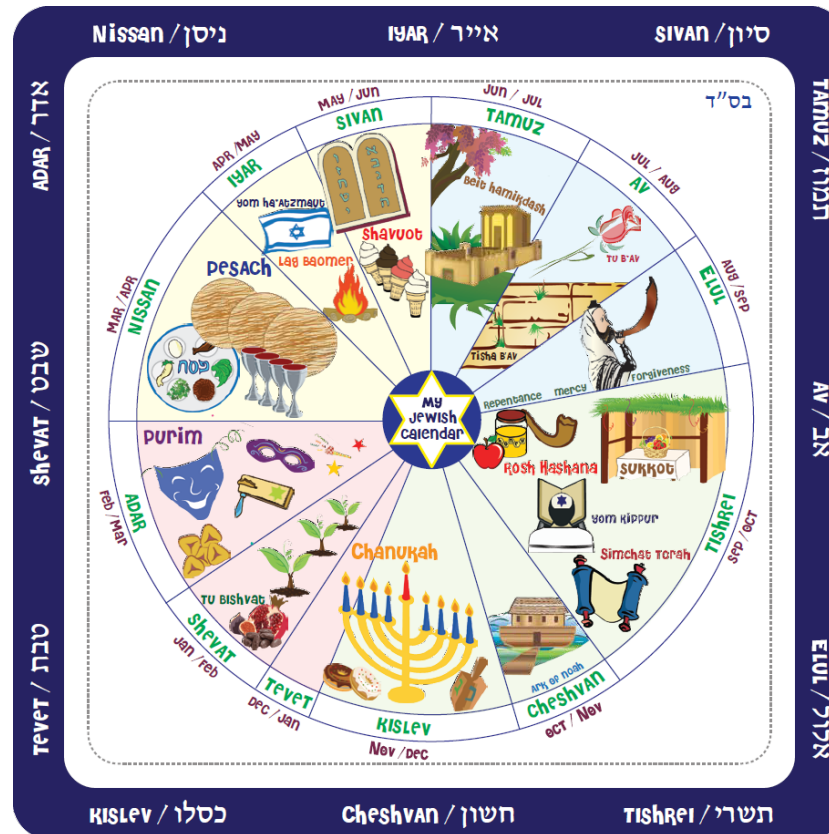 Nissan / ניסן
IYAR / אייר
SIVAN / סיון
TAMUZ / תמוז
AV / אב
ELUL / אלול
TISHREI / תשרי
Cheshvan / חשון
KISLEV / כסלו
Tevet / טבת
Shevat / שבט
ADAR / אדר
בס״ד
JUN / JUL
TAMUZ
Beit hamikdash
JUL / AUG
AV
TU B'AV
Tisha B'AV
AUG / SEP
ELUL
Repentance mercy Forgiveness
Rosh Hashana
SUKKOT
Yom Kippur
Simchat Torah
TISHREI
SEP / OCT
Ark of Noah
Cheshvan
OCT / NOV
Chanukah
KISLEV
NOV / DEC
Tevet
DEC / JAN
TU Bishvat
Shevat
JAN / FEB
Purim
ADAR
FEB / MAR
Pesach
פסח
NISSAN
MAR / APR
Yom Ha'Atzmaut
Lag Baomer
IYAR
APR / MAY
Shavuot
SIVAN
MAY / JUN
My
Jewish
Calendar